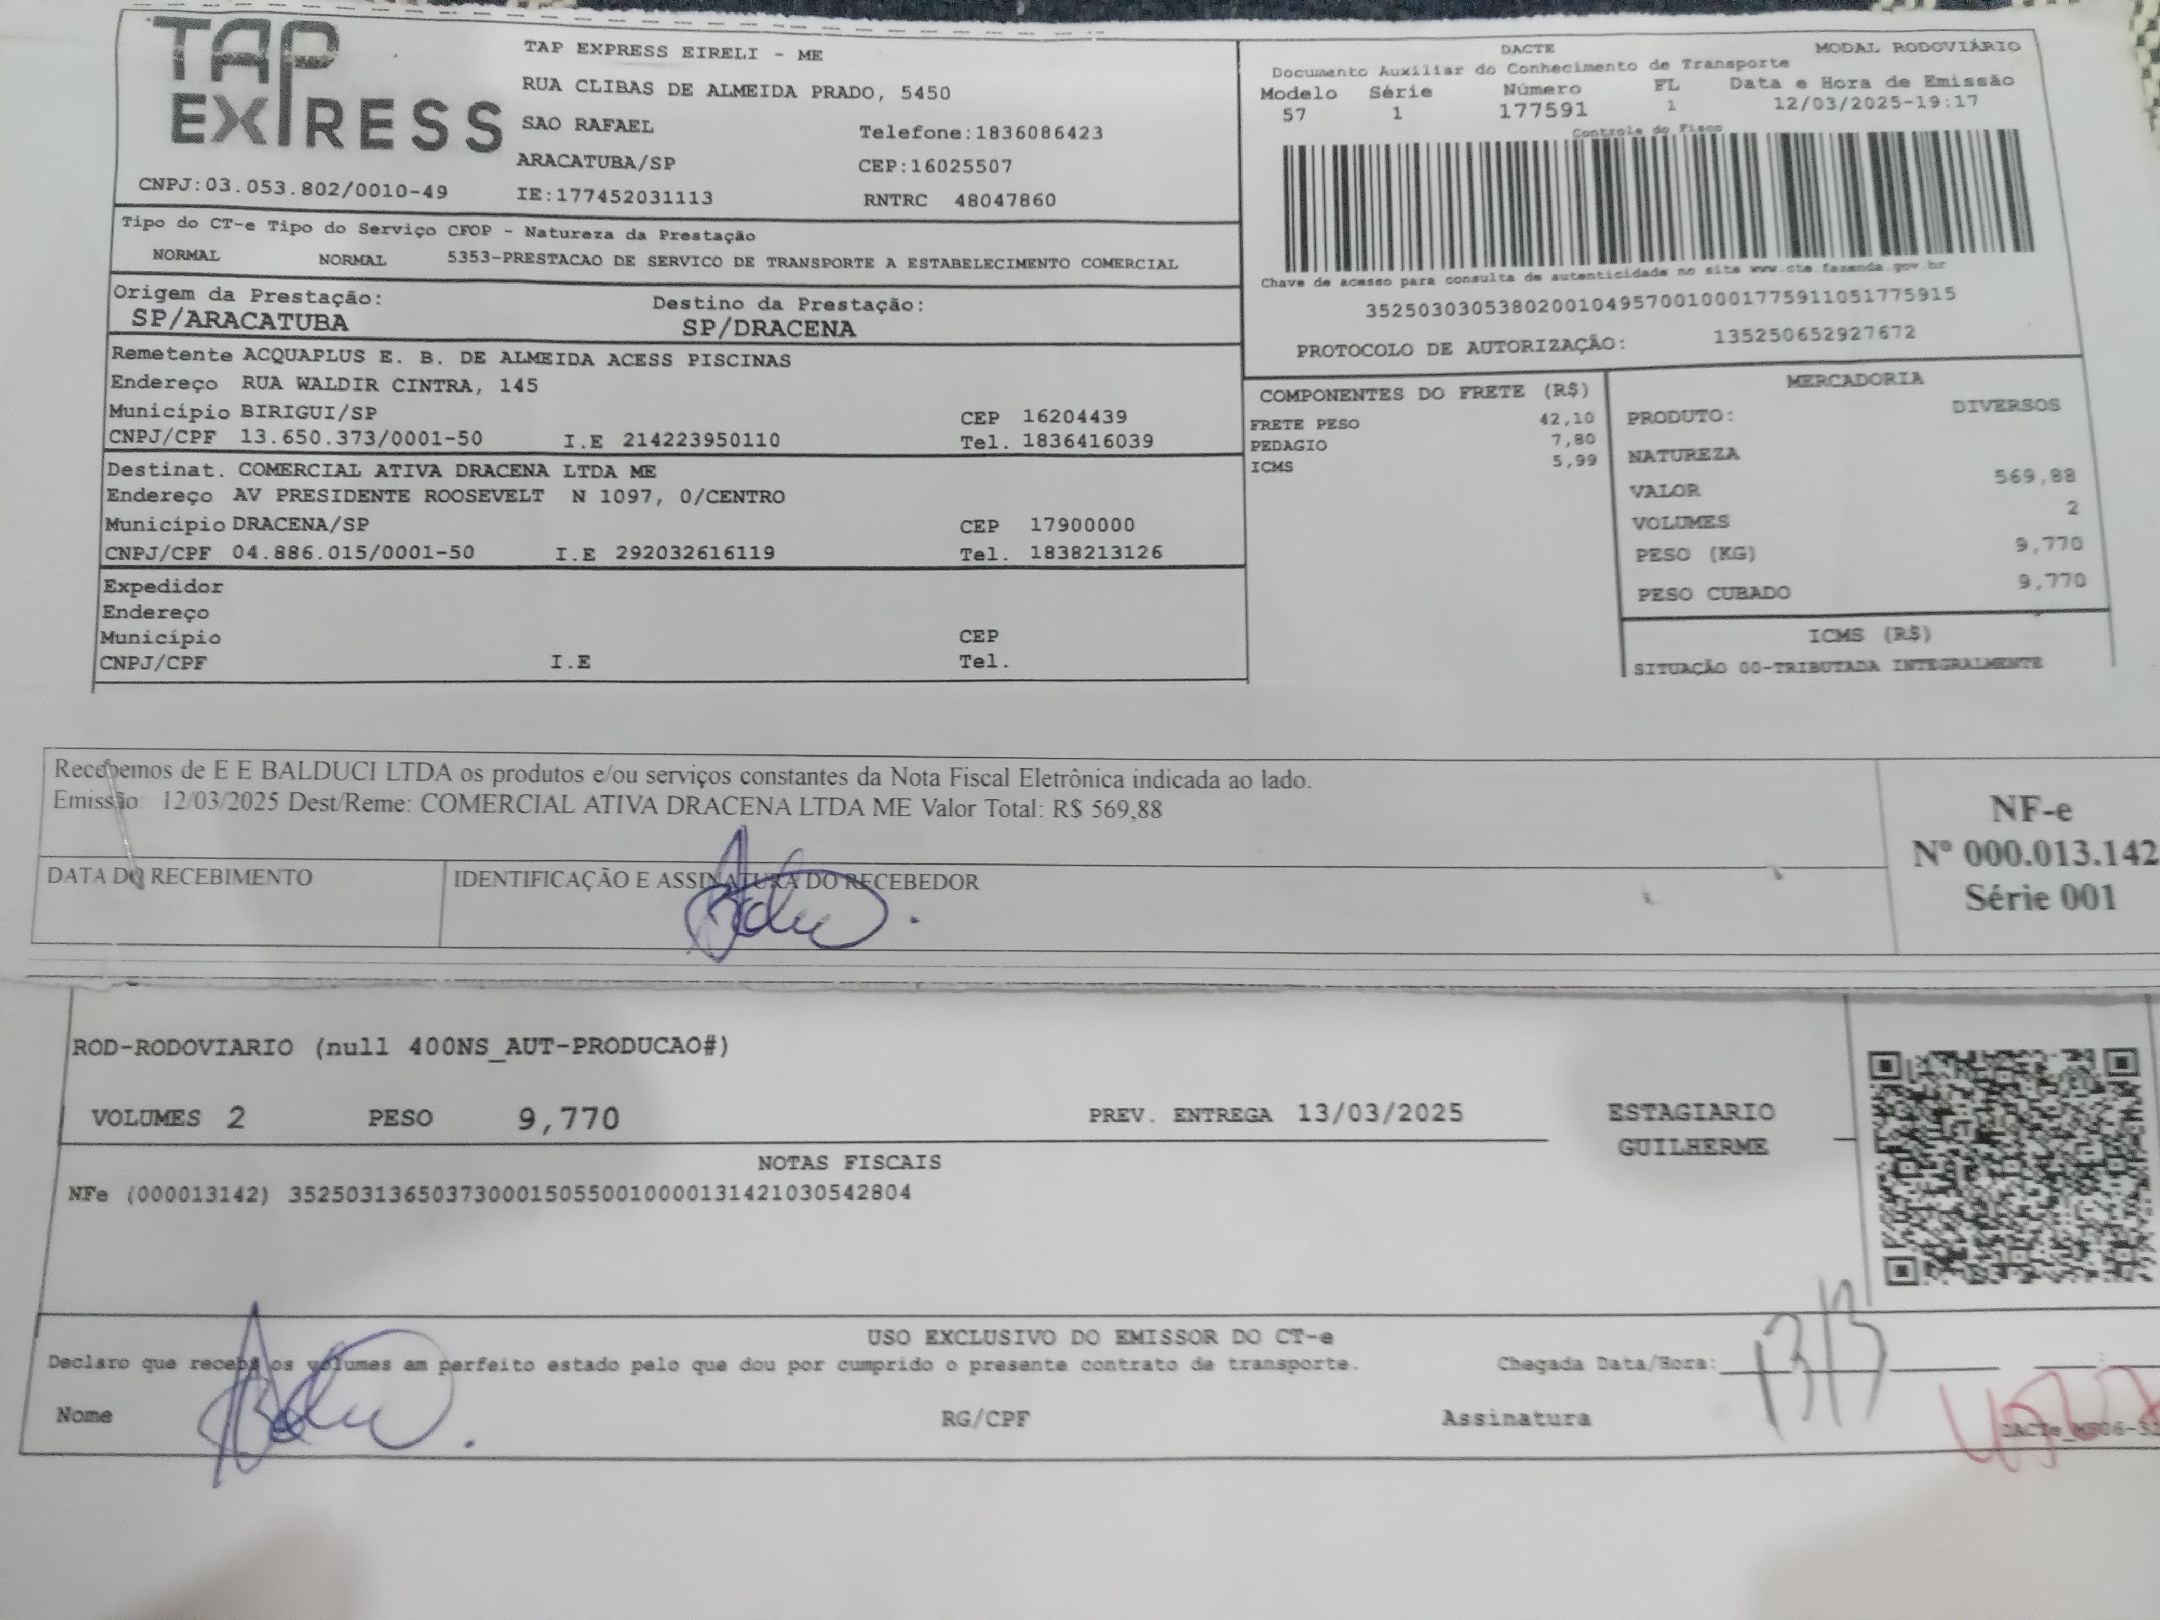 TAP EXPRESS
TAP EXPRESS EIRELI - ME
RUA CLIBAS DE ALMEIDA PRADO, 5450
SAO RAFAEL Telefone:1836086423
ARACATUBA/SP CEP:16025507
CNPJ:03.053.802/0010-49 IE:177452031113 RNTRC 48047860
DACTE MODAL RODOVIÁRIO
Documento Auxiliar do Conhecimento de Transporte
Modelo Série Número FL Data e Hora de Emissão
57 1 177591 1 12/03/2025-19:17
Controle do Fisco
Chave de acesso para consulta de autenticidade no site www.cte.fazenda.gov.br
35250303053802001049570010001775911051775915
PROTOCOLO DE AUTORIZAÇÃO: 135250652927672
Tipo do CT-e Tipo do Serviço CFOP - Natureza da Prestação
NORMAL NORMAL 5353-PRESTACAO DE SERVICO DE TRANSPORTE A ESTABELECIMENTO COMERCIAL
Origem da Prestação: Destino da Prestação:
SP/ARACATUBA SP/DRACENA
Remetente ACQUAPLUS E. B. DE ALMEIDA ACESS PISCINAS
Endereço RUA WALDIR CINTRA, 145
Município BIRIGUI/SP CEP 16204439
CNPJ/CPF 13.650.373/0001-50 I.E 214223950110 Tel. 1836416039
Destinat. COMERCIAL ATIVA DRACENA LTDA ME
Endereço AV PRESIDENTE ROOSEVELT N 1097, 0/CENTRO
Município DRACENA/SP CEP 17900000
CNPJ/CPF 04.886.015/0001-50 I.E 292032616119 Tel. 1838213126
Expedidor
Endereço
Município CEP
CNPJ/CPF I.E Tel.
COMPONENTES DO FRETE (R$)
FRETE PESO 42,10
PEDAGIO 7,80
ICMS 5,99
MERCADORIA
PRODUTO: DIVERSOS
NATUREZA
VALOR 569,88
VOLUMES 2
PESO (KG) 9,770
PESO CUBADO 9,770
ICMS (R$)
SITUAÇÃO 00-TRIBUTADA INTEGRALMENTE
Recebemos de E E BALDUCI LTDA os produtos e/ou serviços constantes da Nota Fiscal Eletrônica indicada ao lado.
Emissão: 12/03/2025 Dest/Reme: COMERCIAL ATIVA DRACENA LTDA ME Valor Total: R$ 569,88
DATA DO RECEBIMENTO IDENTIFICAÇÃO E ASSINATURA DO RECEBEDOR
NF-e
Nº 000.013.142
Série 001
ROD-RODOVIARIO (null 400NS_AUT-PRODUCAO#)
VOLUMES 2 PESO 9,770 PREV. ENTREGA 13/03/2025
ESTAGIARIO
GUILHERME
NOTAS FISCAIS
NFe (000013142) 35250313650373000150550010000131421030542804
USO EXCLUSIVO DO EMISSOR DO CT-e
Declaro que recebi os volumes em perfeito estado pelo que dou por cumprido o presente contrato de transporte. Chegada Data/Hora: 13/3
Nome RG/CPF Assinatura